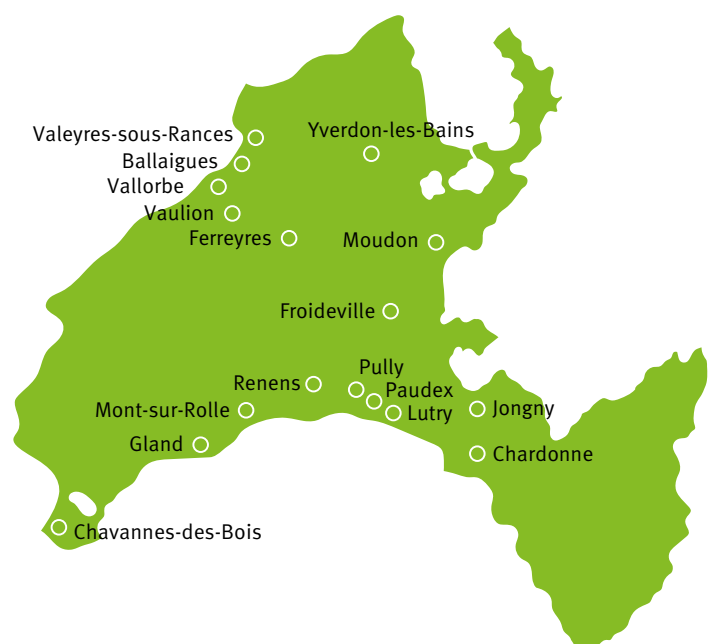 Valeyres-sous-Rances
Yverdon-les-Bains
Ballaigues
Vallorbe
Vaulion
Ferreyres
Moudon
Froideville
Pully
Renens
Paudex
Mont-sur-Rolle
Lutry
Jongny
Gland
Chardonne
Chavannes-des-Bois